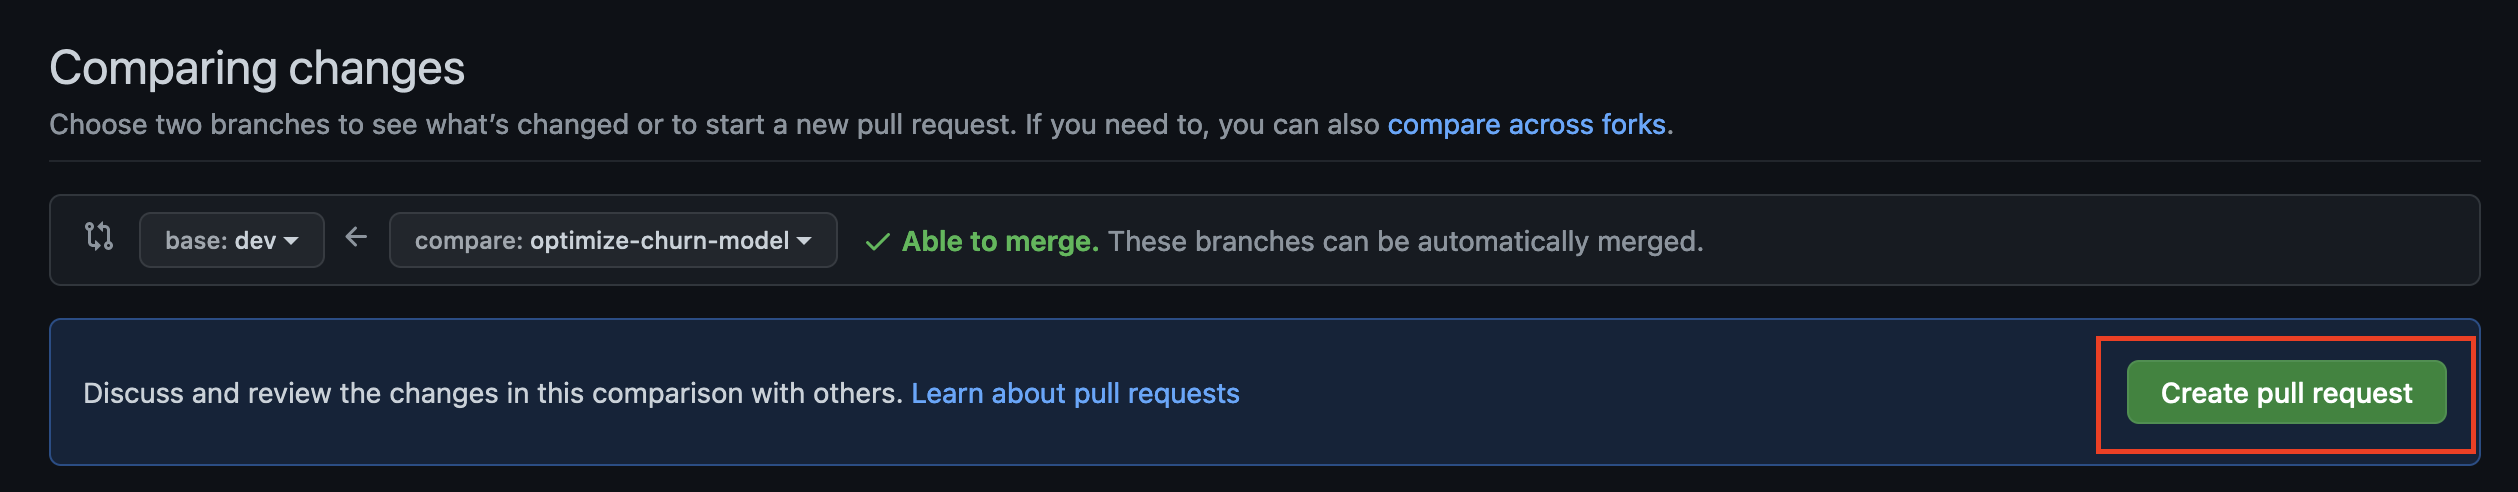 Comparing changes
Choose two branches to see what’s changed or to start a new pull request. If you need to, you can also compare across forks.
base: dev compare: optimize-churn-model Able to merge. These branches can be automatically merged.
Discuss and review the changes in this comparison with others. Learn about pull requests Create pull request